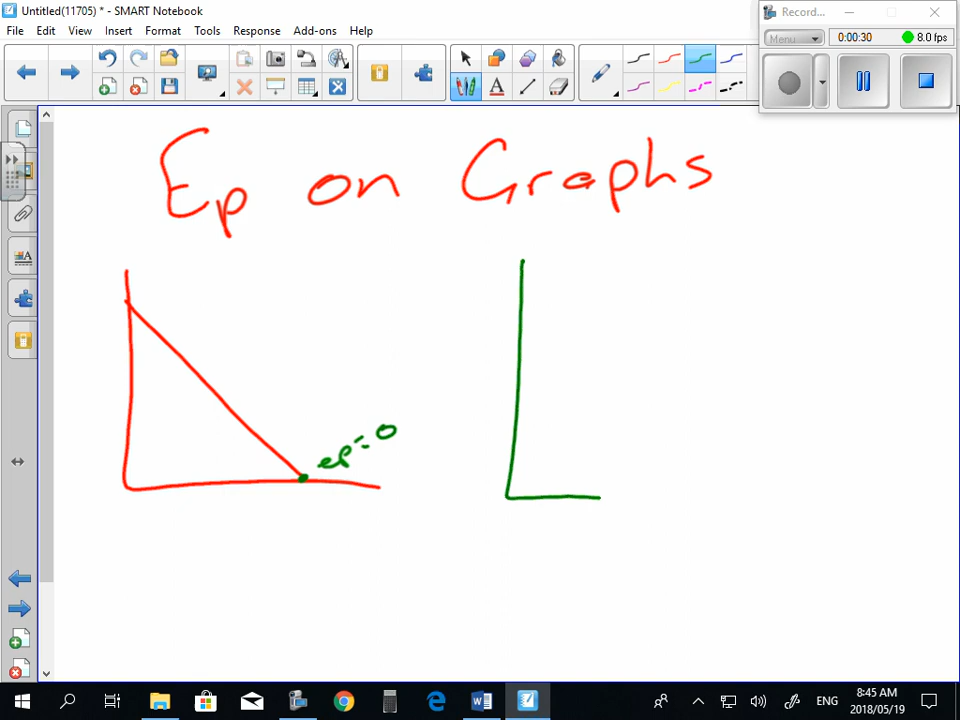 Untitled(11705) * - SMART Notebook
Record...
File Edit View Insert Format Tools Response Add-ons Help
Menu 0:00:30 8.0 fps
Ep on Graphs
ep = 0
ENG
8:45 AM
2018/05/19